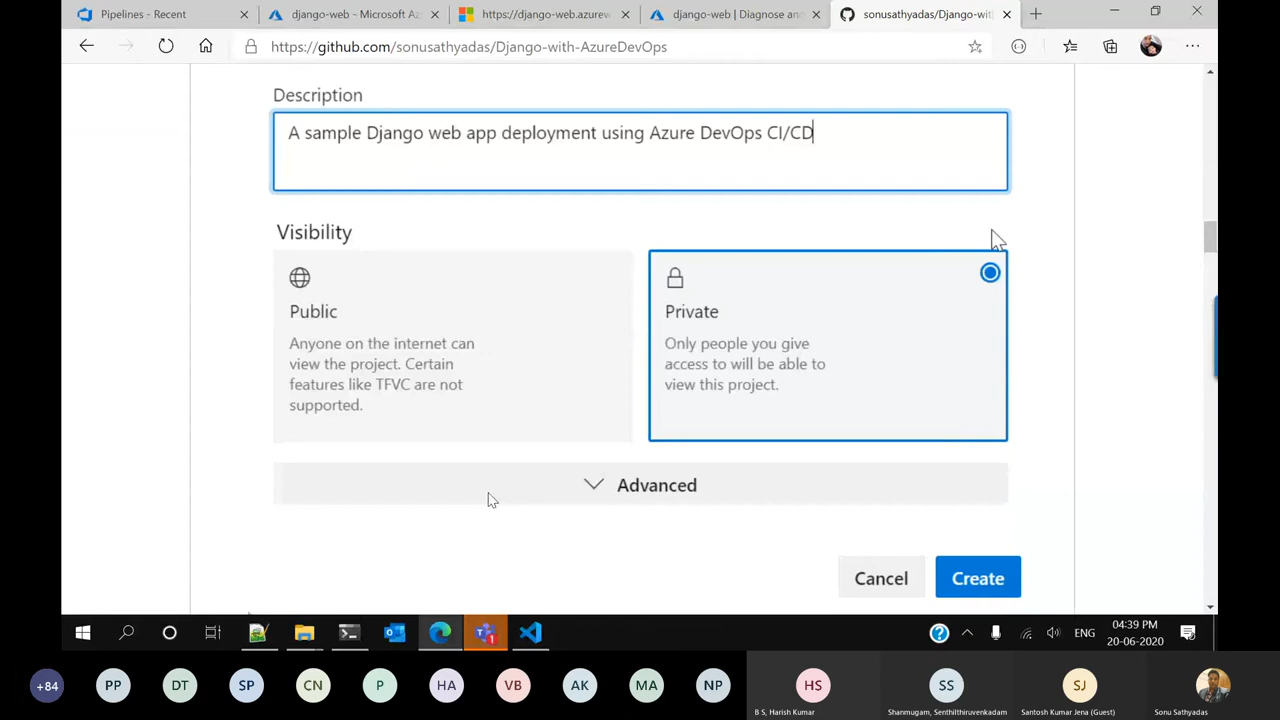 Pipelines - Recent
django-web - Microsoft Az
https://django-web.azurew
django-web | Diagnose and
sonusathyadas/Django-with
https://github.com/sonusathyadas/Django-with-AzureDevOps
Description
A sample Django web app deployment using Azure DevOps CI/CD
Visibility
Public
Anyone on the internet can
view the project. Certain
features like TFVC are not
supported.
Private
Only people you give
access to will be able to
view this project.
Advanced
Cancel
Create
1
ENG
04:39 PM
20-06-2020
+84
PP
DT
SP
CN
P
HA
VB
AK
MA
NP
HS
SS
SJ
B S, Harish Kumar
Shanmugam, Senthilthiruvenkadam
Santosh Kumar Jena (Guest)
Sonu Sathyadas